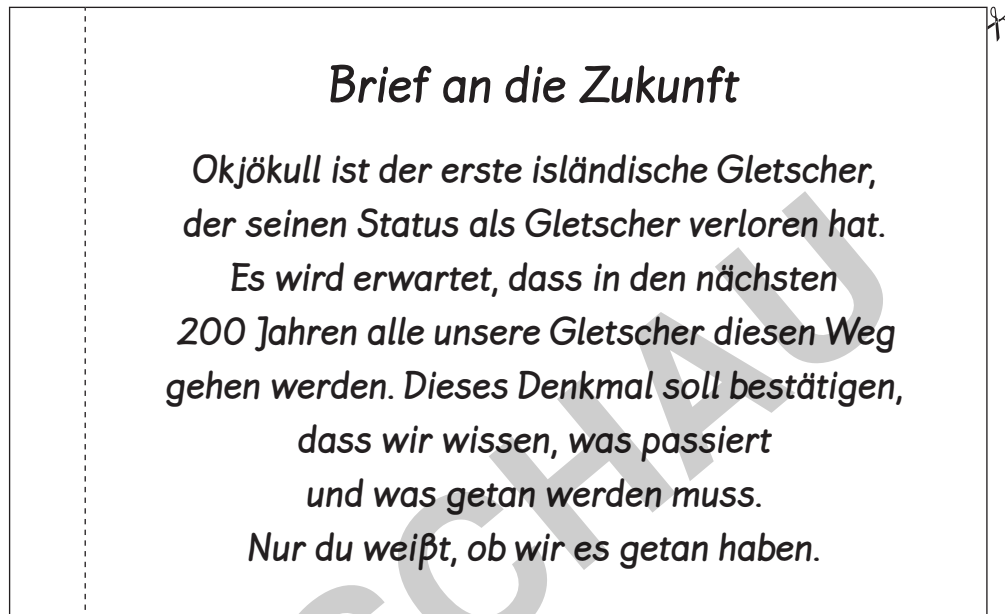 Brief an die Zukunft
Okjökull ist der erste isländische Gletscher,
der seinen Status als Gletscher verloren hat.
Es wird erwartet, dass in den nächsten
200 Jahren alle unsere Gletscher diesen Weg
gehen werden. Dieses Denkmal soll bestätigen,
dass wir wissen, was passiert
und was getan werden muss.
Nur du weißt, ob wir es getan haben.
SCHAU